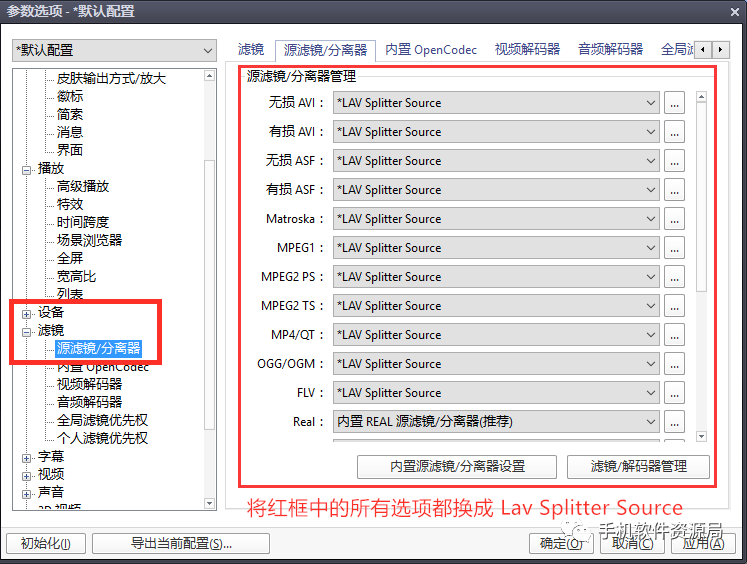 参数选项 - *默认配置
*默认配置
皮肤输出方式/放大
徽标
简索
消息
界面
播放
高级播放
特效
时间跨度
场景浏览器
全屏
宽高比
列表
设备
滤镜
源滤镜/分离器
内置 OpenCodec
视频解码器
音频解码器
全局滤镜优先权
个人滤镜优先权
字幕
视频
声音
滤镜 源滤镜/分离器 内置 OpenCodec 视频解码器 音频解码器 全局滤
源滤镜/分离器管理
无损 AVI : *LAV Splitter Source ...
有损 AVI : *LAV Splitter Source ...
无损 ASF : *LAV Splitter Source ...
有损 ASF : *LAV Splitter Source ...
Matroska : *LAV Splitter Source ...
MPEG1 : *LAV Splitter Source ...
MPEG2 PS : *LAV Splitter Source ...
MPEG2 TS : *LAV Splitter Source ...
MP4/QT : *LAV Splitter Source ...
OGG/OGM : *LAV Splitter Source ...
FLV : *LAV Splitter Source ...
Real : 内置 REAL 源滤镜/分离器(推荐) ...
内置源滤镜/分离器设置 滤镜/解码器管理
将红框中的所有选项都换成 Lav Splitter Source
手机软件资源局
初始化(I) 导出当前配置(S)... 确定(O) 取消(C) 应用(A)